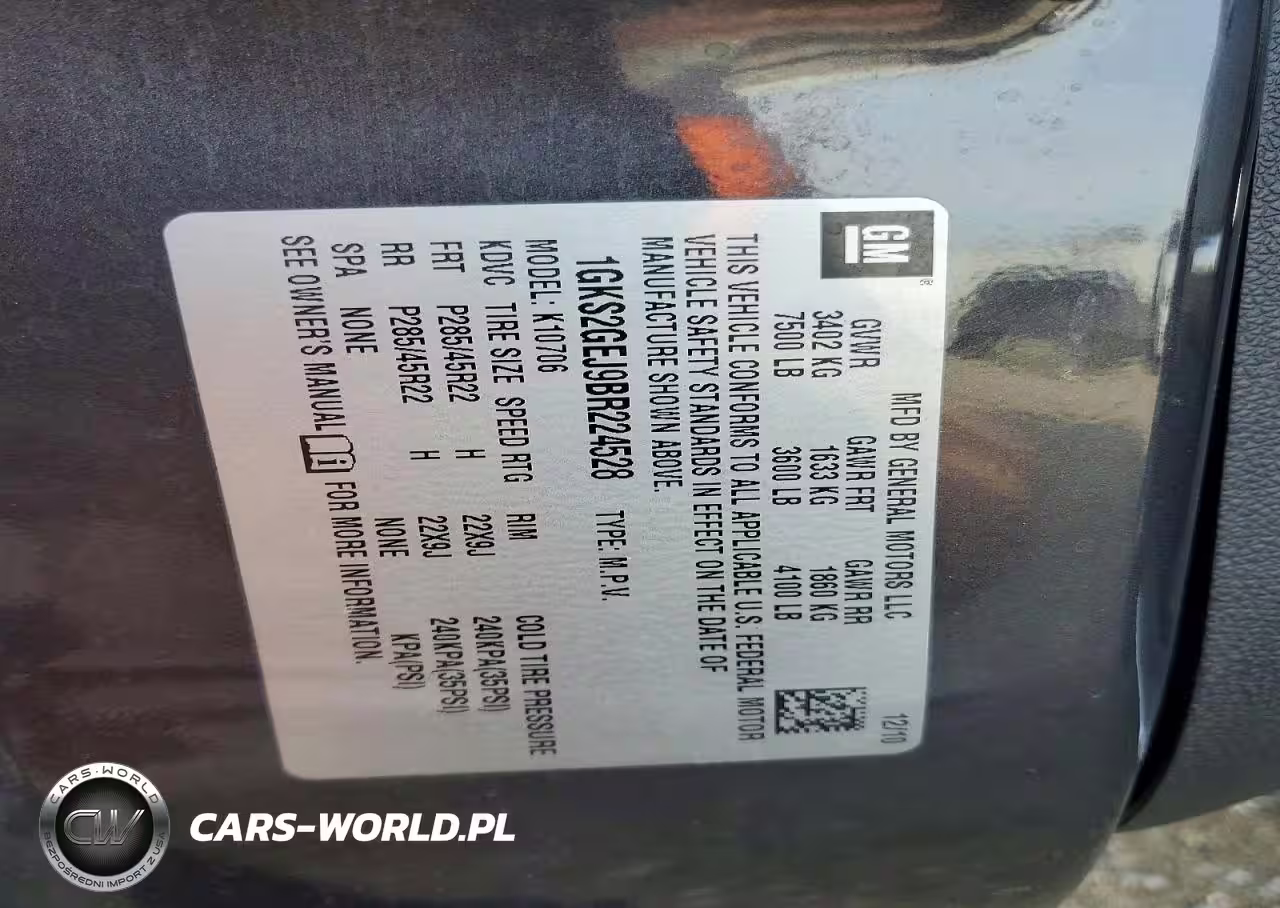 GM®
MFD BY GENERAL MOTORS LLC 12/10
GVWR GAWR FRT GAWR RR
3402 KG 1633 KG 1860 KG
7500 LB 3600 LB 4100 LB
THIS VEHICLE CONFORMS TO ALL APPLICABLE U.S. FEDERAL MOTOR
VEHICLE SAFETY STANDARDS IN EFFECT ON THE DATE OF
MANUFACTURE SHOWN ABOVE.
1GKS2GEJ9BR224528 TYPE: M.P.V.
MODEL: K10706
KDVC TIRE SIZE SPEED RTG RIM COLD TIRE PRESSURE
FRT P285/45R22 H 22X9J 240KPA(35PSI)
RR P285/45R22 H 22X9J 240KPA(35PSI)
SPA NONE NONE KPA(PSI)
SEE OWNER'S MANUAL FOR MORE INFORMATION.
CARS-WORLD
CW
BEZPOŚREDNI IMPORT Z USA
CARS-WORLD.PL